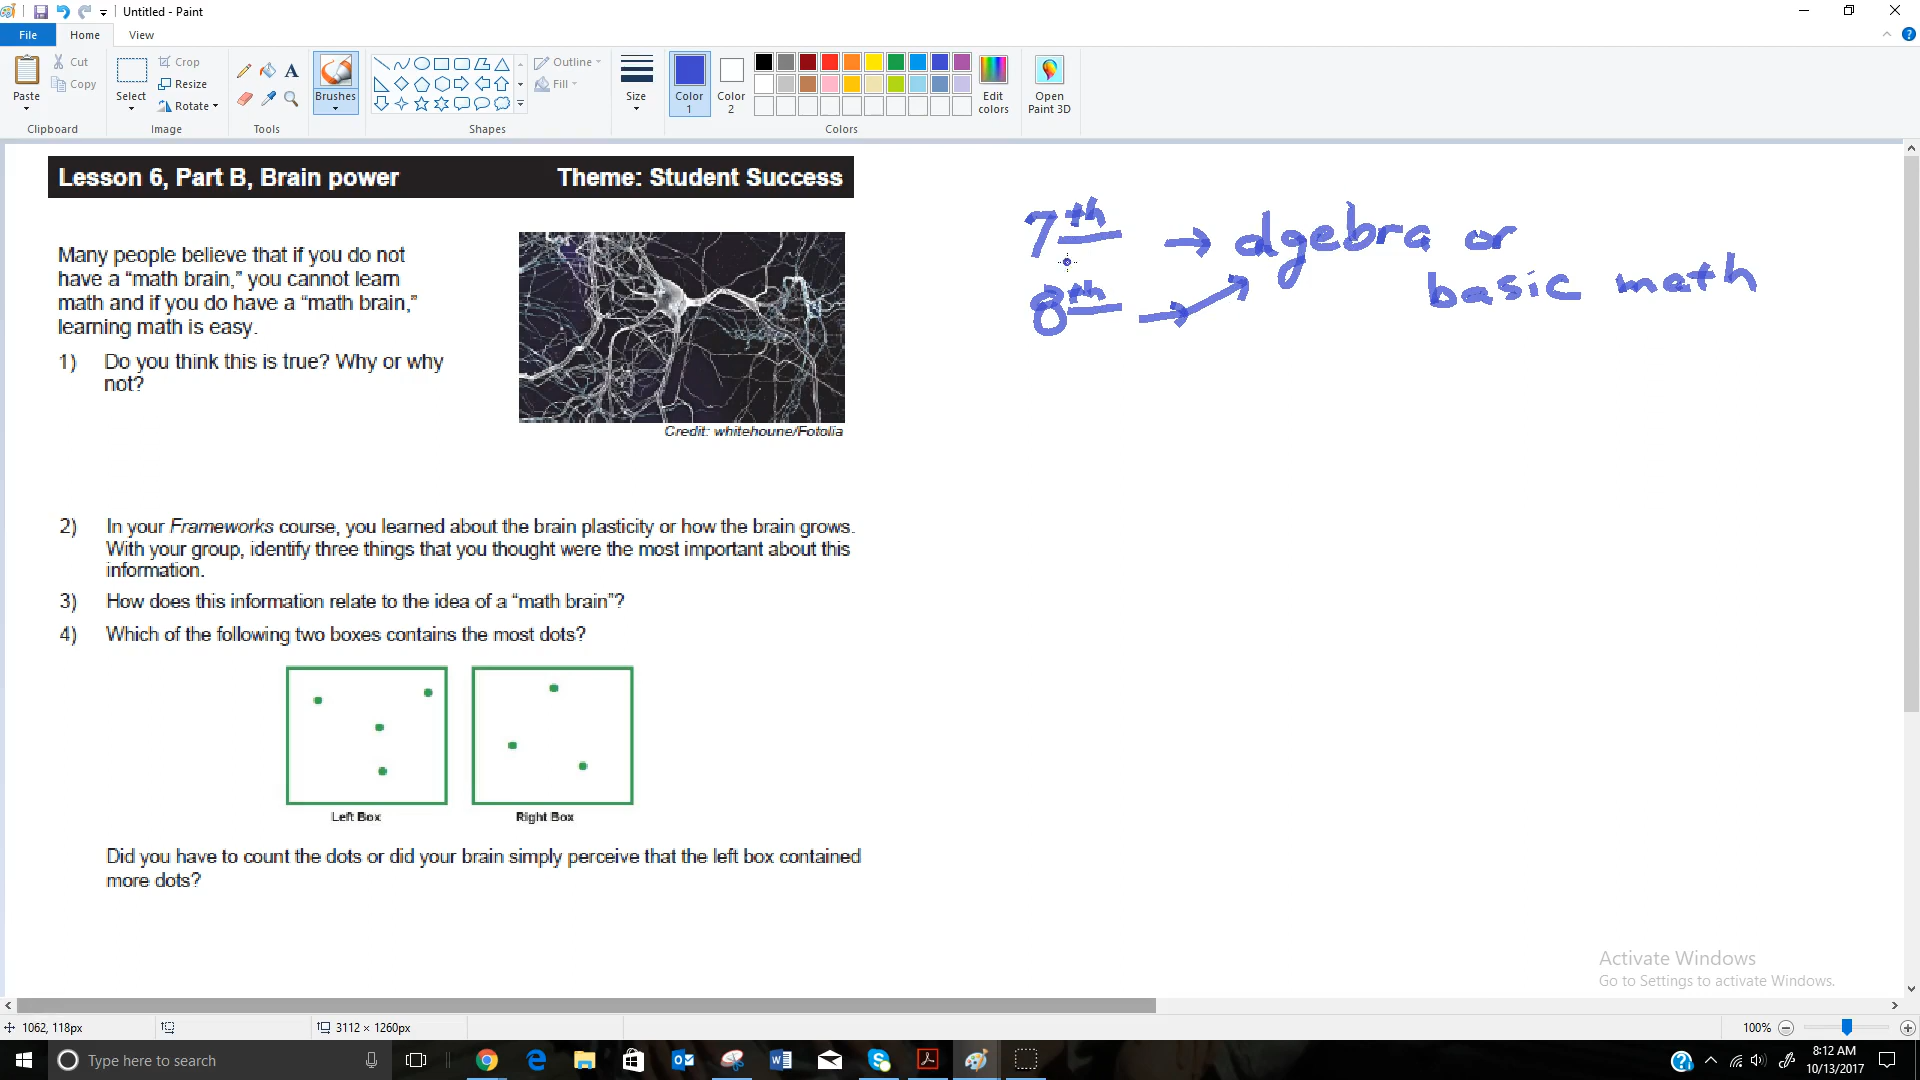 Untitled - Paint
File Home View
Paste
Cut
Copy
Clipboard
Select
Crop
Resize
Rotate
Image
Tools
Brushes
Shapes
Outline
Fill
Size
Color 1
Color 2
Colors
Edit colors
Open Paint 3D
Lesson 6, Part B, Brain power Theme: Student Success
Many people believe that if you do not
have a “math brain,” you cannot learn
math and if you do have a “math brain,”
learning math is easy.
1) Do you think this is true? Why or why
not?
Credit: whitehoune/Fotolia
2) In your Frameworks course, you learned about the brain plasticity or how the brain grows.
With your group, identify three things that you thought were the most important about this
information.
3) How does this information relate to the idea of a “math brain”?
4) Which of the following two boxes contains the most dots?
Left Box Right Box
Did you have to count the dots or did your brain simply perceive that the left box contained
more dots?
7th → algebra or
basic math
8th →
Activate Windows
Go to Settings to activate Windows.
1062, 118px 3112 × 1260px 100%
Type here to search
8:12 AM
10/13/2017